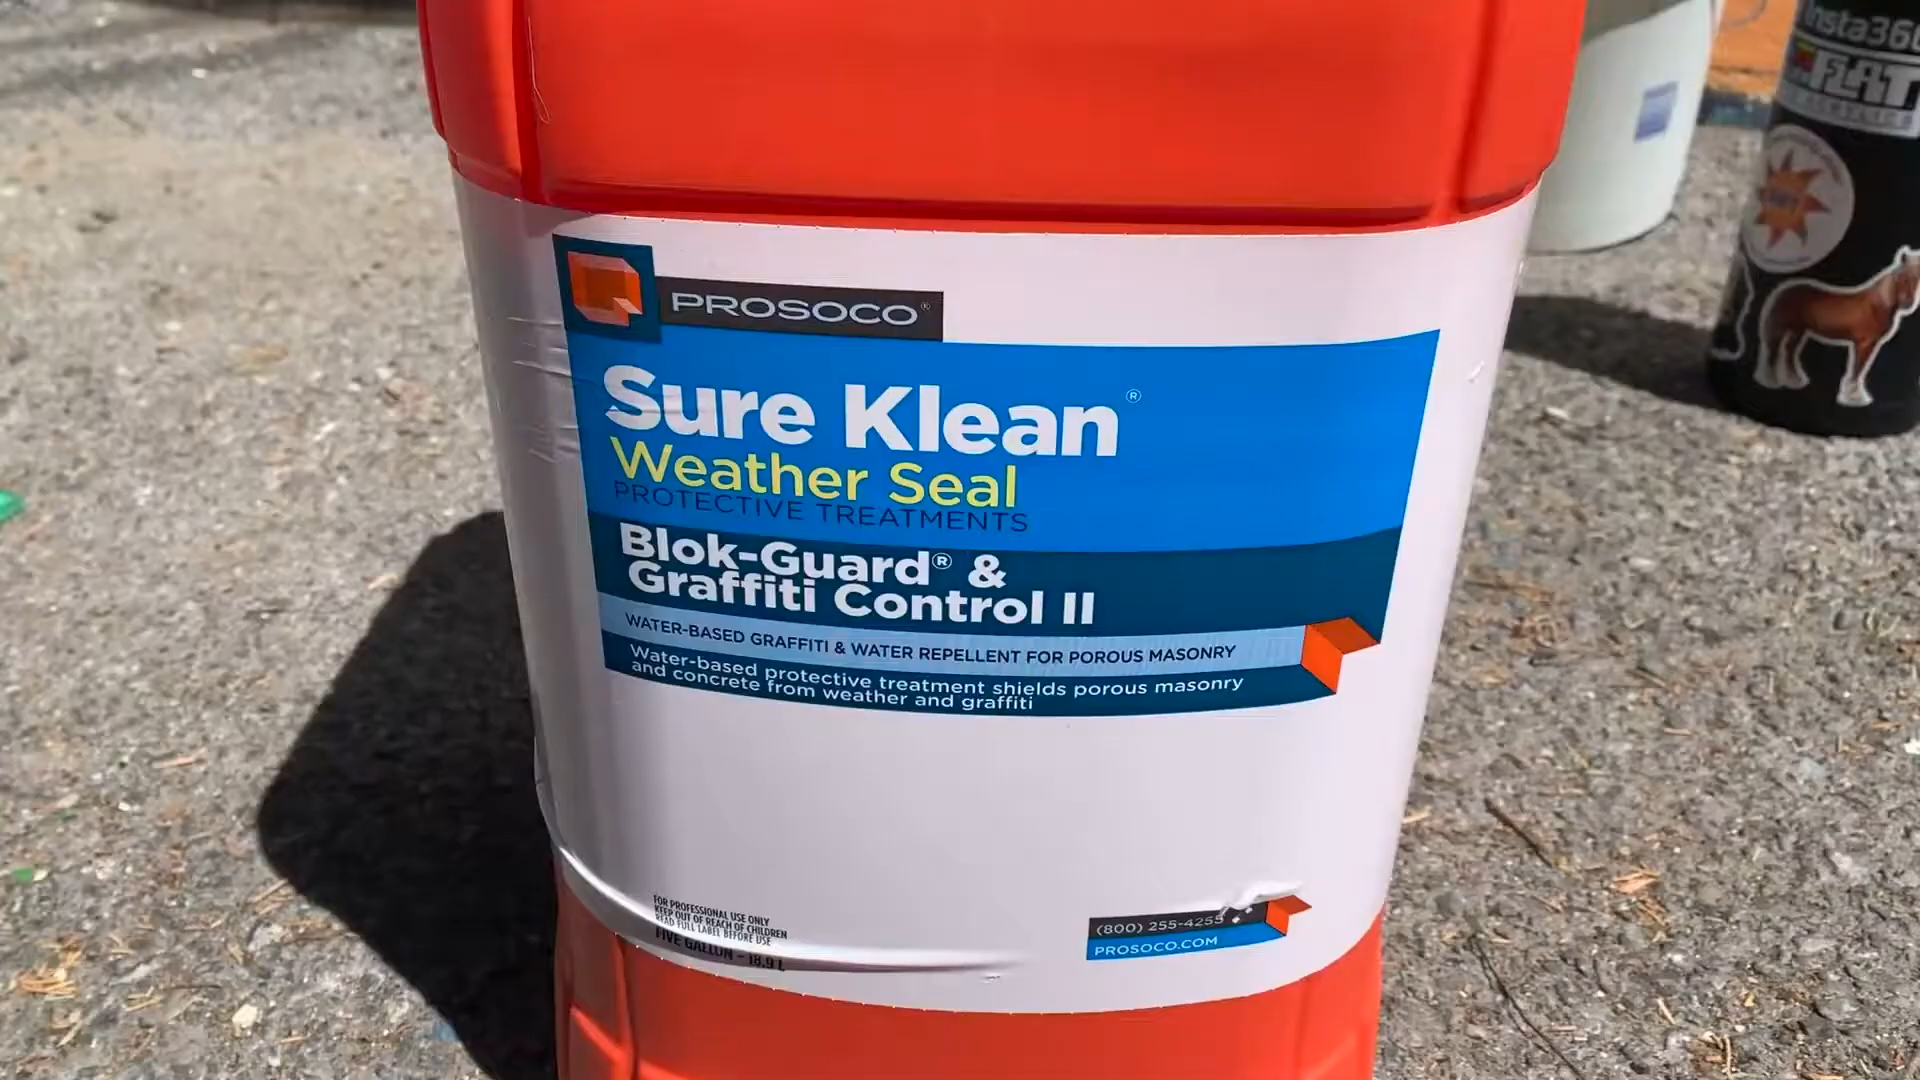 PROSOCO®
Sure Klean®
Weather Seal
PROTECTIVE TREATMENTS
Blok-Guard® &
Graffiti Control II
WATER-BASED GRAFFITI & WATER REPELLENT FOR POROUS MASONRY
Water-based protective treatment shields porous masonry
and concrete from weather and graffiti
FOR PROFESSIONAL USE ONLY
KEEP OUT OF REACH OF CHILDREN
READ FULL LABEL BEFORE USE
FIVE GALLON - 18.9 L
(800) 255-4255
PROSOCO.COM
Insta36
FLAT